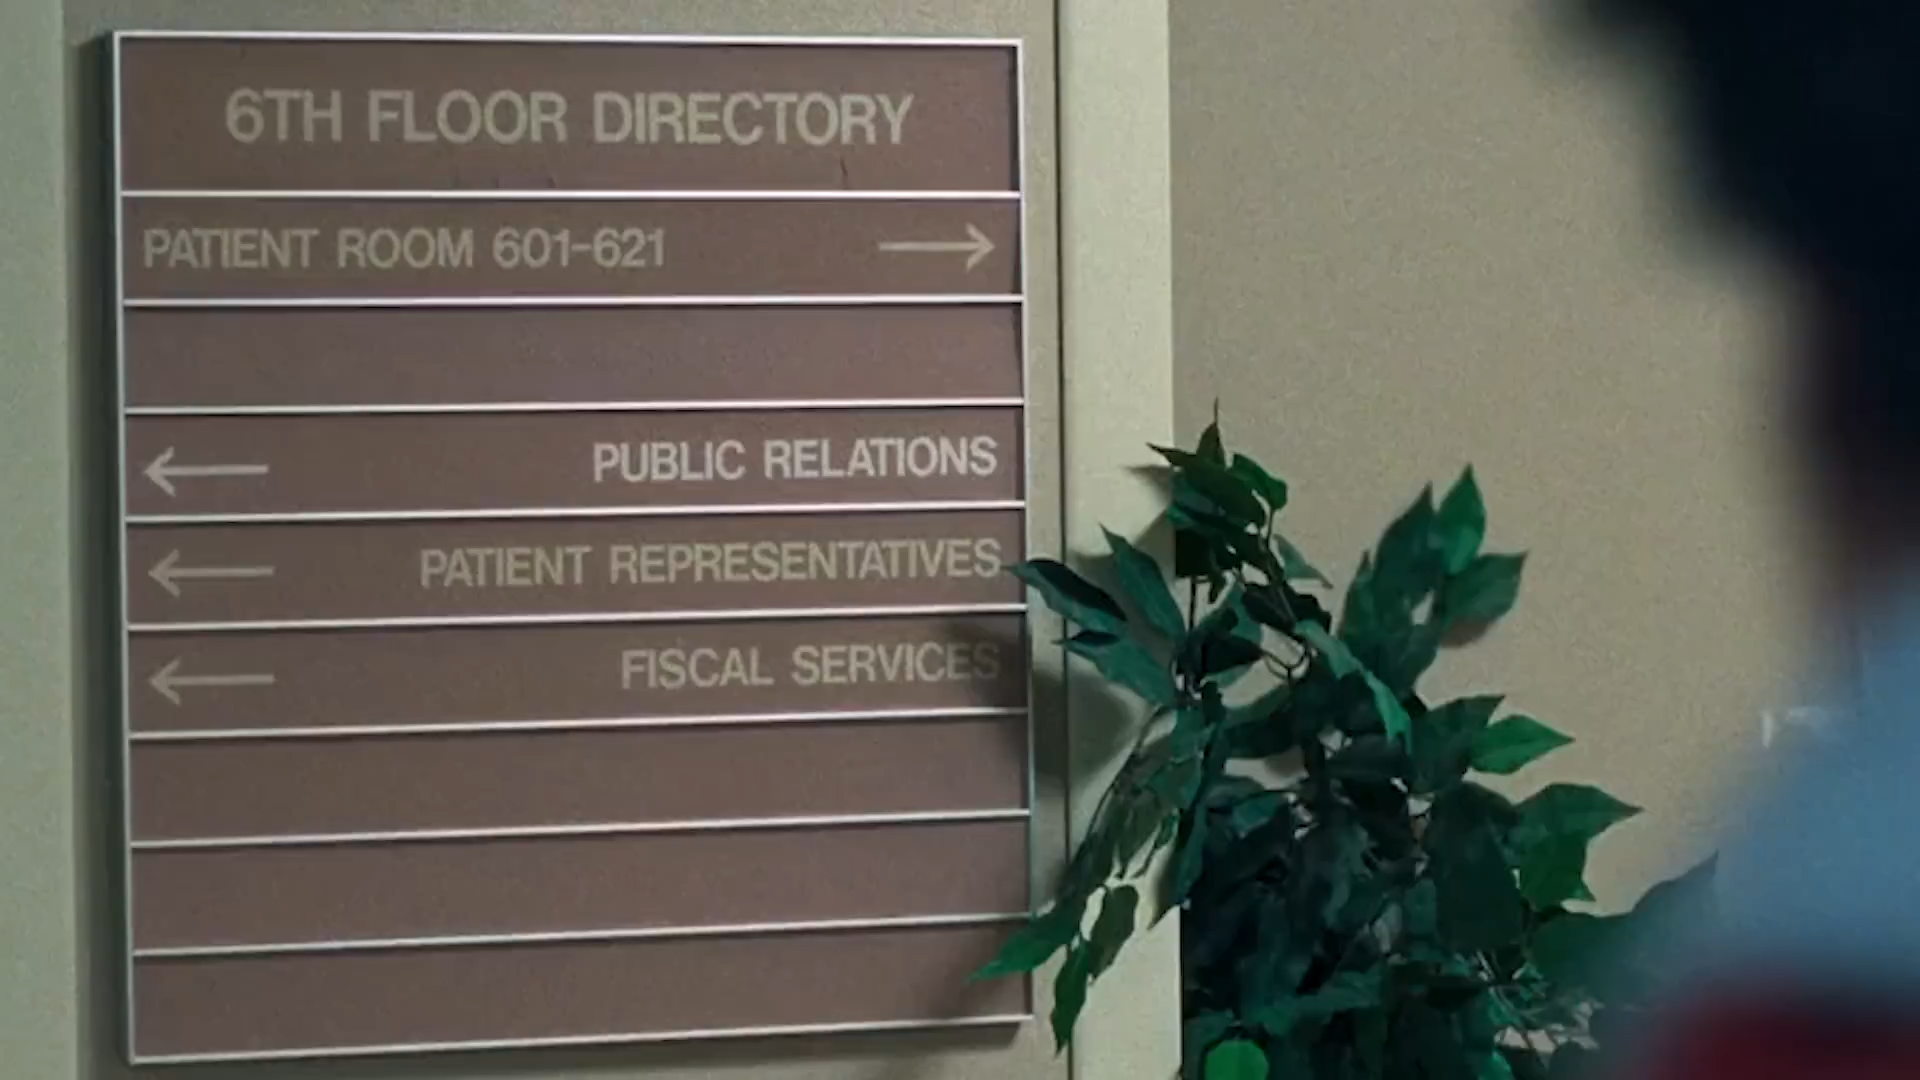 6TH FLOOR DIRECTORY
PATIENT ROOM 601-621 →
← PUBLIC RELATIONS
← PATIENT REPRESENTATIVES
← FISCAL SERVICES